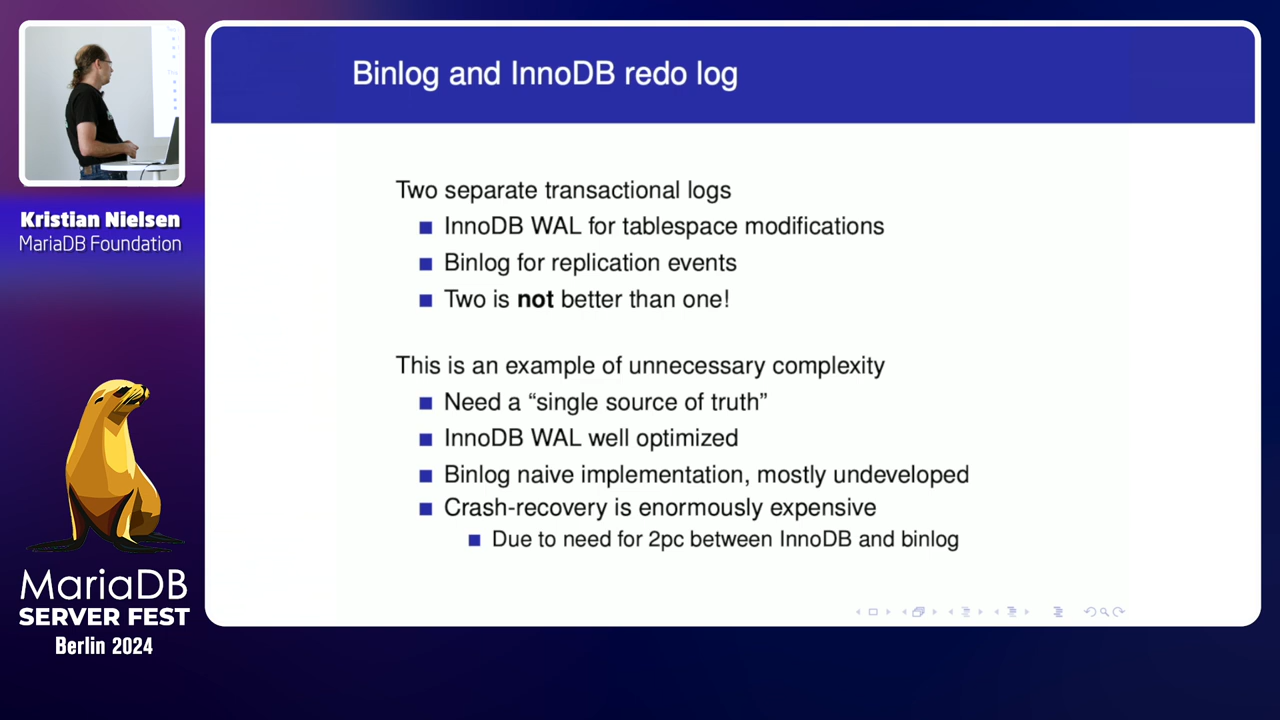 Binlog and InnoDB redo log
Two separate transactional logs
InnoDB WAL for tablespace modifications
Binlog for replication events
Two is not better than one!
This is an example of unnecessary complexity
Need a “single source of truth”
InnoDB WAL well optimized
Binlog naive implementation, mostly undeveloped
Crash-recovery is enormously expensive
Due to need for 2pc between InnoDB and binlog
Kristian Nielsen
MariaDB Foundation
MariaDB
SERVER FEST
Berlin 2024